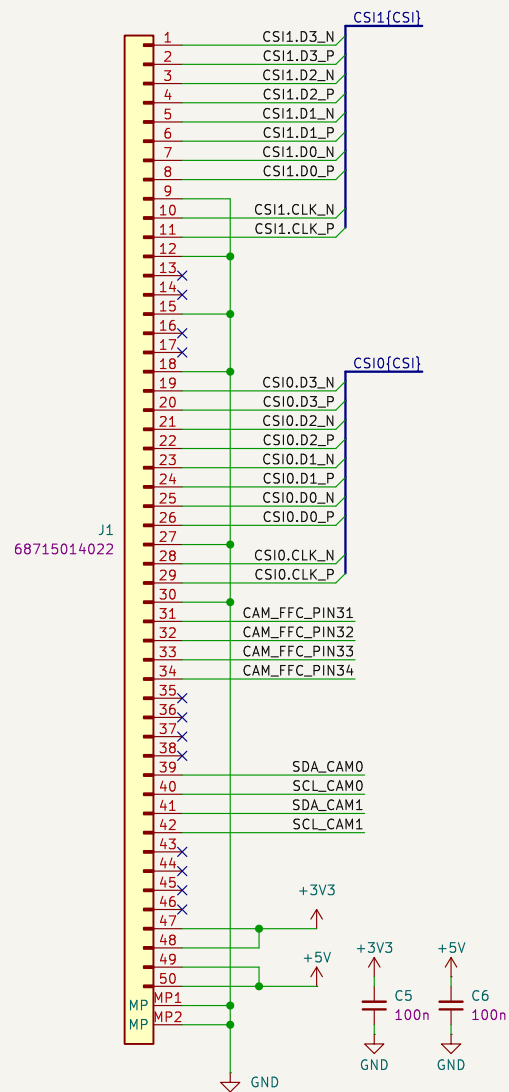 CSI1{CSI}
1 CSI1.D3_N
2 CSI1.D3_P
3 CSI1.D2_N
4 CSI1.D2_P
5 CSI1.D1_N
6 CSI1.D1_P
7 CSI1.D0_N
8 CSI1.D0_P
9
10 CSI1.CLK_N
11 CSI1.CLK_P
12
13
14
15
16
17
18
CSI0{CSI}
19 CSI0.D3_N
20 CSI0.D3_P
21 CSI0.D2_N
22 CSI0.D2_P
23 CSI0.D1_N
24 CSI0.D1_P
25 CSI0.D0_N
26 CSI0.D0_P
J1
68715014022
27
28 CSI0.CLK_N
29 CSI0.CLK_P
30
31 CAM_FFC_PIN31
32 CAM_FFC_PIN32
33 CAM_FFC_PIN33
34 CAM_FFC_PIN34
35
36
37
38
39 SDA_CAM0
40 SCL_CAM0
41 SDA_CAM1
42 SCL_CAM1
43
44
45
46
+3V3
47
48
49
+5V
50
MP MP1
MP MP2
GND
+3V3
C5
100n
GND
+5V
C6
100n
GND